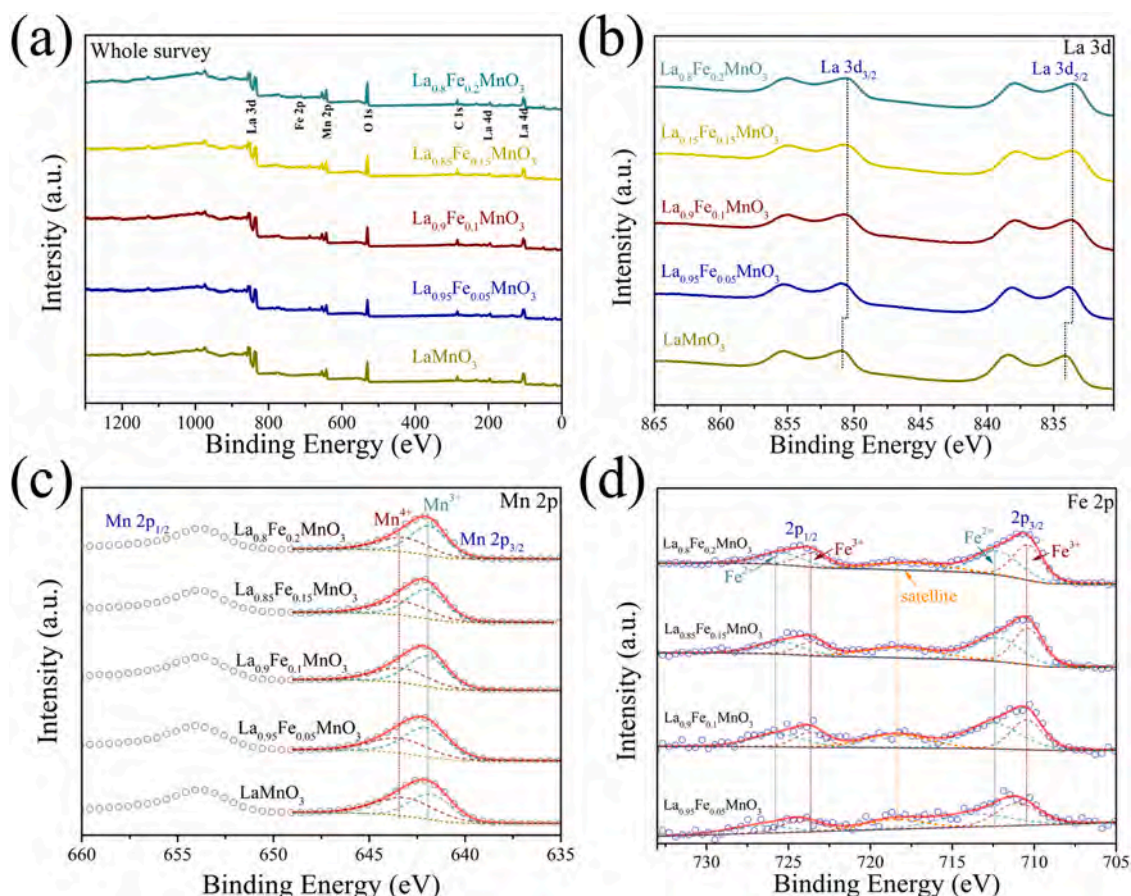 (a)
Whole survey
La0.8Fe0.2MnO3
La 3d
Fe 2p
Mn 2p
O 1s
C 1s
La 4d
La 4d
La0.85Fe0.15MnO3
La0.9Fe0.1MnO3
La0.95Fe0.05MnO3
LaMnO3
Intensity (a.u.)
1200 1000 800 600 400 200 0
Binding Energy (eV)
(b)
La 3d
La0.8Fe0.2MnO3
La 3d3/2
La 3d5/2
La0.15Fe0.15MnO3
La0.9Fe0.1MnO3
La0.95Fe0.05MnO3
LaMnO3
Intensity (a.u.)
865 855 850 845 840 835
Binding Energy (eV)
(c)
Mn 2p
Mn 2p1/2
Mn4+
Mn3+
Mn 2p3/2
La0.8Fe0.2MnO3
La0.85Fe0.15MnO3
La0.9Fe0.1MnO3
La0.95Fe0.05MnO3
LaMnO3
Intensity (a.u.)
660 655 650 645 640 635
Binding Energy (eV)
(d)
Fe 2p
2p1/2
2p3/2
La0.8Fe0.2MnO3
Fe3+
Fe2+
Fe3+
satellite
La0.85Fe0.15MnO3
La0.9Fe0.1MnO3
La0.95Fe0.05MnO3
Intensity (a.u.)
730 725 720 715 710 705
Binding Energy (eV)